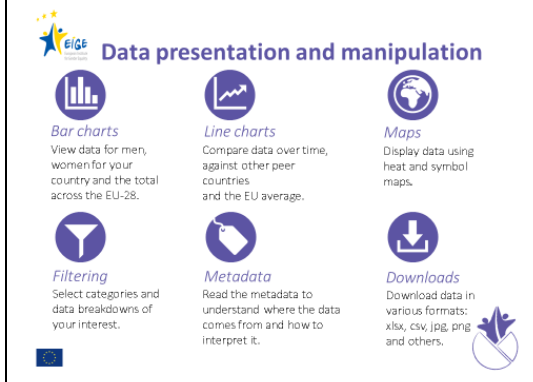 EIGE
Data presentation and manipulation
Bar charts
View data for men,
women for your
country and the total
across the EU-28.
Line charts
Compare data over time,
against other peer
countries
and the EU average.
Maps
Display data using
heat and symbol
maps.
Filtering
Select categories and
data breakdowns of
your interest.
Metadata
Read the metadata to
understand where the data
comes from and how to
interpret it.
Downloads
Download data in
various formats:
xlsx, csv, jpg, png
and others.